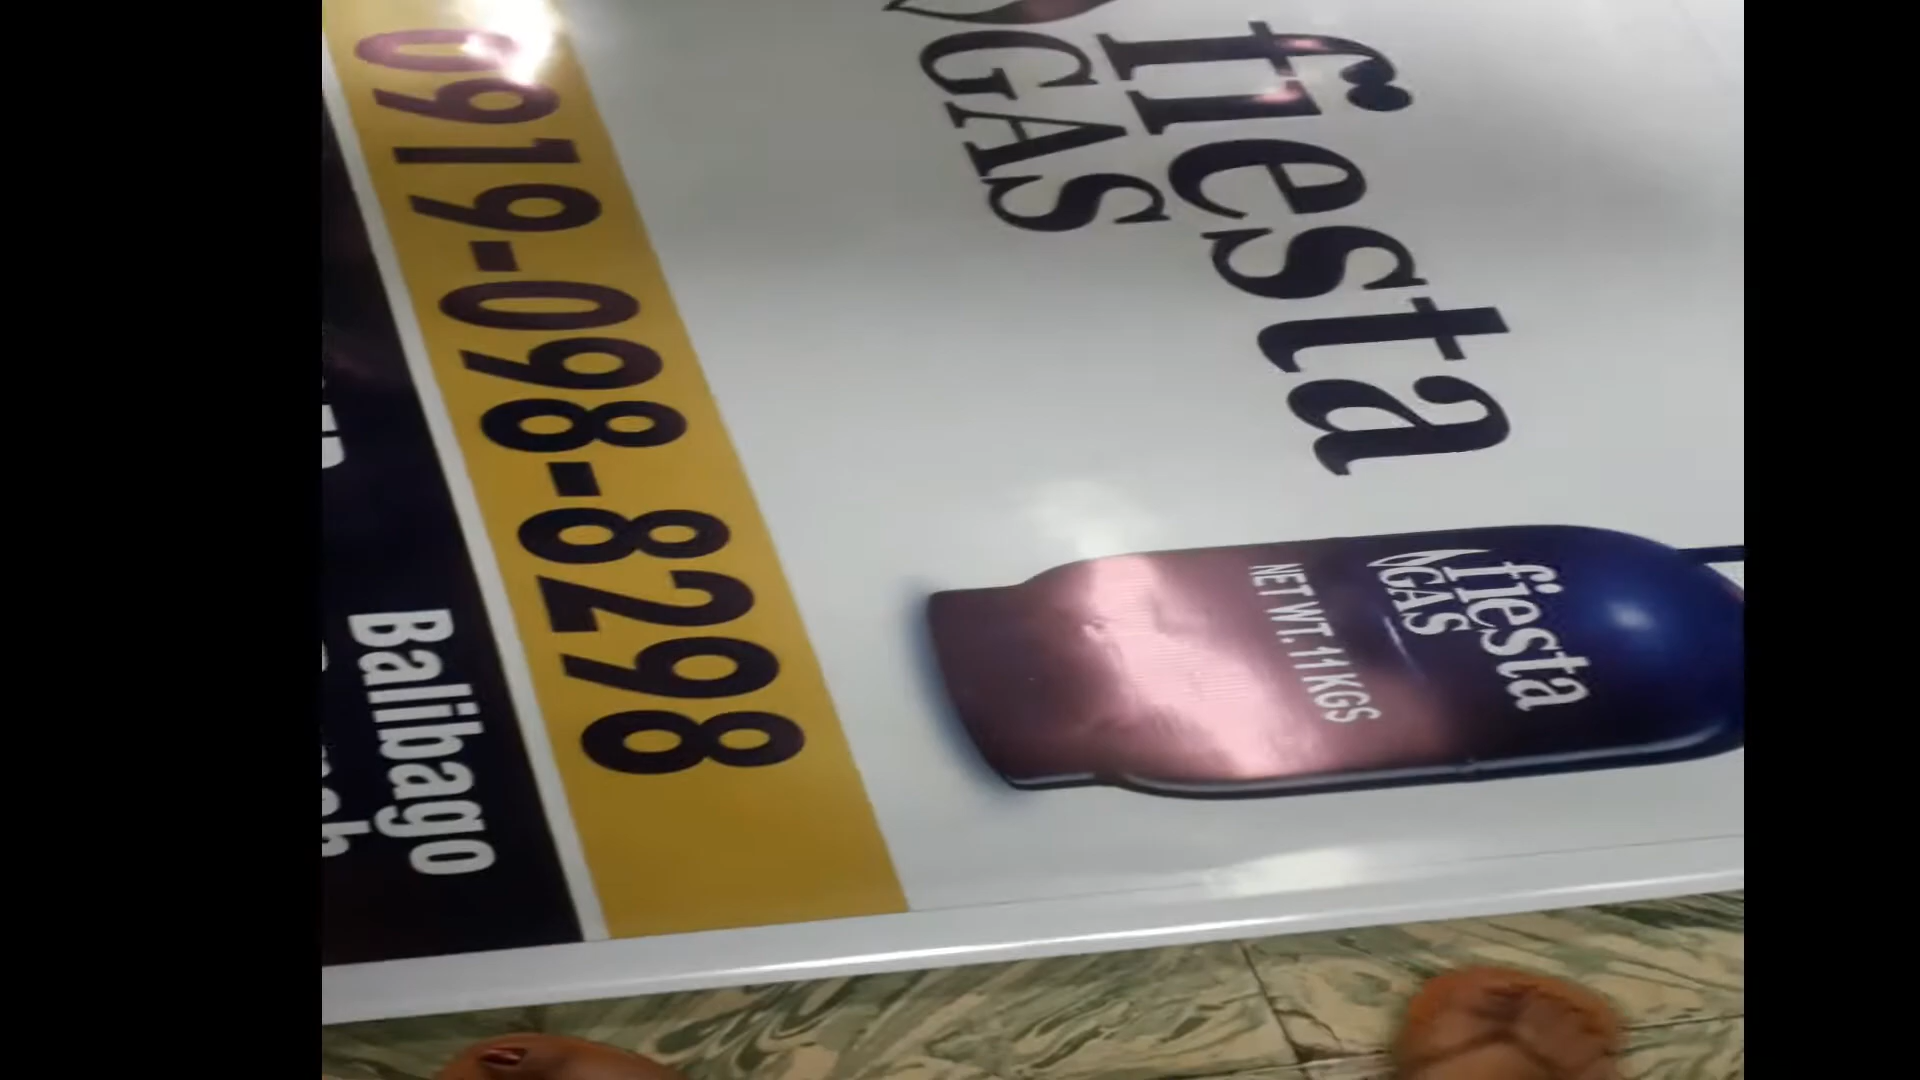 fiesta
GAS
fiesta
GAS
NET WT. 11 KGS
0919-098-8298
Balibago